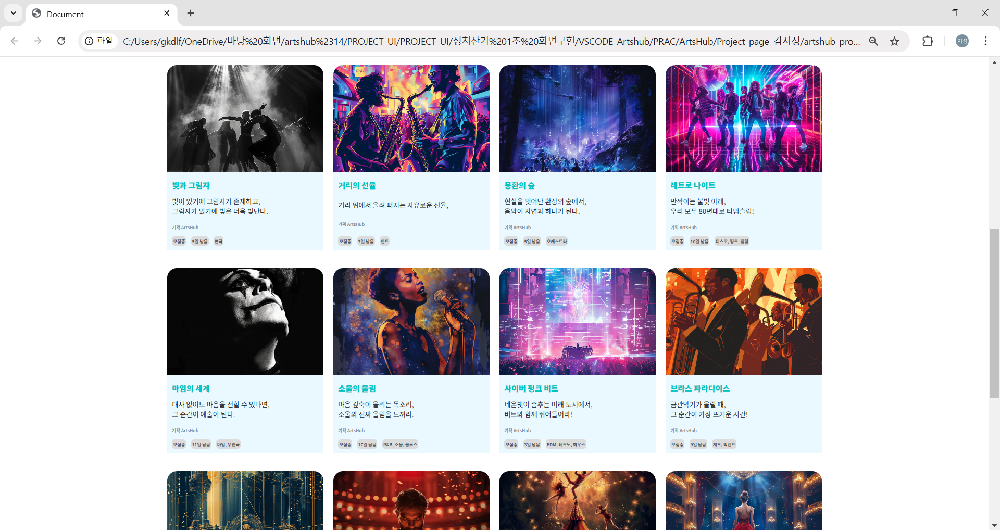 Document
파일
C:/Users/gkdlf/OneDrive/바탕%20화면/artshub%2314/PROJECT_UI/PROJECT_UI/정처산기%201조%20화면구현/VSCODE_Artshub/PRAC/ArtsHub/Project-page-김지성/artshub_pro...
지성
빛과 그림자
빛이 있기에 그림자가 존재하고,
그림자가 있기에 빛은 더욱 빛난다.
기획 ArtsHub
모집중 5일 남음 연극
거리의 선율
거리 위에서 울려 퍼지는 자유로운 선율,
기획 ArtsHub
모집중 7일 남음 밴드
몽환의 숲
현실을 벗어난 환상의 숲에서,
음악이 자연과 하나가 된다.
기획 ArtsHub
모집중 5일 남음 오케스트라
레트로 나이트
반짝이는 불빛 아래,
우리 모두 80년대로 타임슬립!
기획 ArtsHub
모집중 10일 남음 디스코, 펑크, 힙합
마임의 세계
대사 없이도 마음을 전할 수 있다면,
그 순간이 예술이 된다.
기획 ArtsHub
모집중 11일 남음 마임, 무언극
소울의 울림
마음 깊숙이 울리는 목소리,
소울의 진짜 울림을 느껴라.
기획 ArtsHub
모집중 17일 남음 R&B, 소울, 블루스
사이버 펑크 비트
네온빛이 춤추는 미래 도시에서,
비트와 함께 뛰어들어라!
기획 ArtsHub
모집중 3일 남음 EDM, 테크노, 하우스
브라스 파라다이스
금관악기가 울릴 때,
그 순간이 가장 뜨거운 시간!
기획 ArtsHub
모집중 9일 남음 재즈, 빅밴드